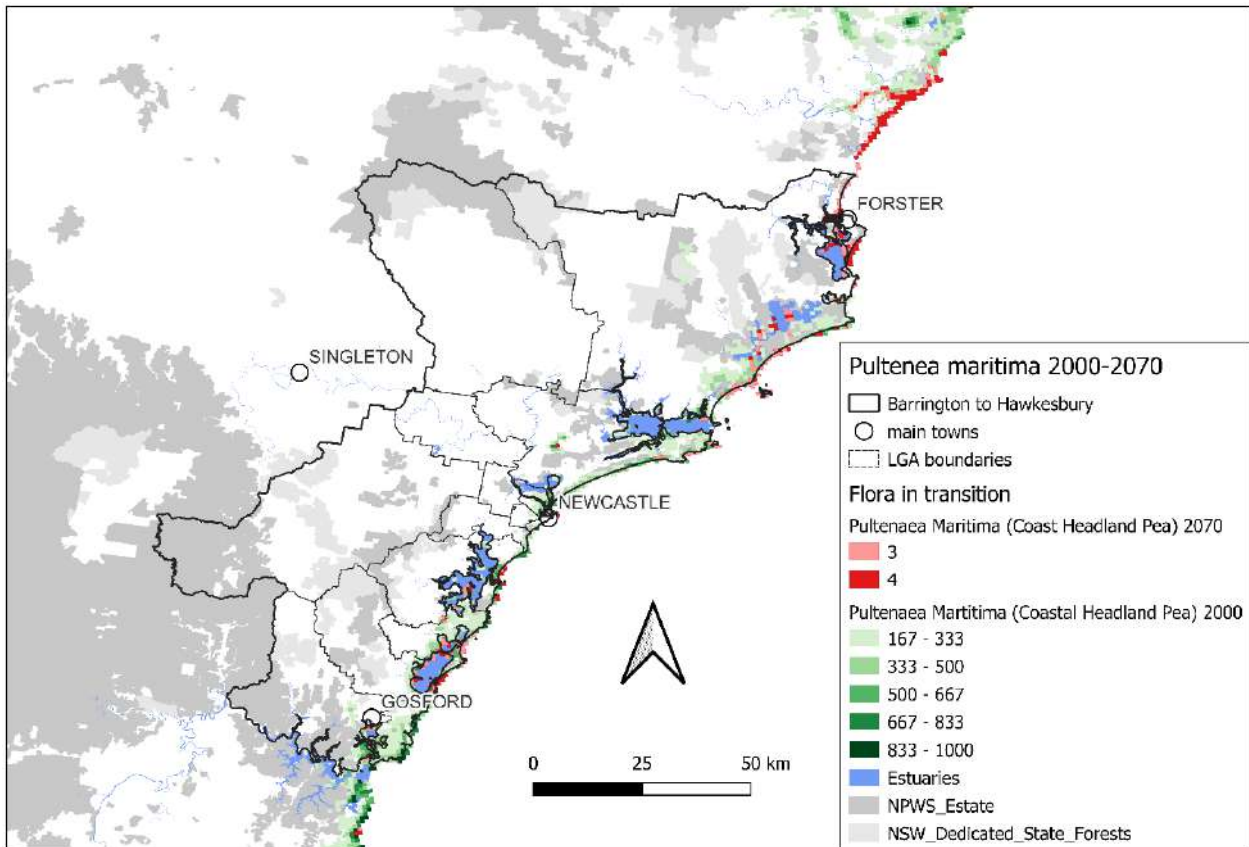 FORSTER
SINGLETON
NEWCASTLE
GOSFORD
0 25 50 km
Pultenea maritima 2000-2070
Barrington to Hawkesbury
main towns
LGA boundaries
Flora in transition
Pultenaea Maritima (Coast Headland Pea) 2070
3
4
Pultenaea Martitima (Coastal Headland Pea) 2000
167 - 333
333 - 500
500 - 667
667 - 833
833 - 1000
Estuaries
NPWS_Estate
NSW_Dedicated_State_Forests